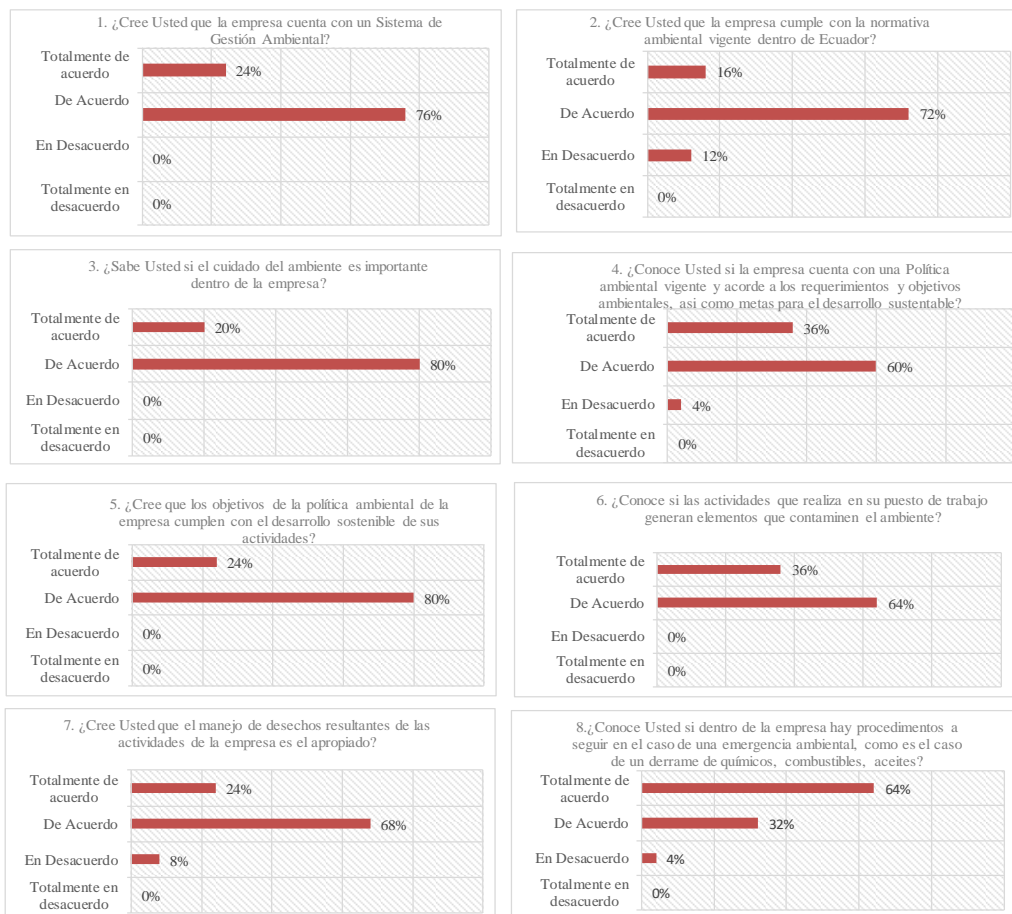 1. ¿Cree Usted que la empresa cuenta con un Sistema de
Gestión Ambiental?
Totalmente de
acuerdo
24%
De Acuerdo
76%
En Desacuerdo
0%
Totalmente en
desacuerdo
0%
2. ¿Cree Usted que la empresa cumple con la normativa
ambiental vigente dentro de Ecuador?
Totalmente de
acuerdo
16%
De Acuerdo
72%
En Desacuerdo
12%
Totalmente en
desacuerdo
0%
3. ¿Sabe Usted si el cuidado del ambiente es importante
dentro de la empresa?
Totalmente de
acuerdo
20%
De Acuerdo
80%
En Desacuerdo
0%
Totalmente en
desacuerdo
0%
4. ¿Conoce Usted si la empresa cuenta con una Política
ambiental vigente y acorde a los requerimientos y objetivos
ambientales, asi como metas para el desarrollo sustentable?
Totalmente de
acuerdo
36%
De Acuerdo
60%
En Desacuerdo
4%
Totalmente en
desacuerdo
0%
5. ¿Cree que los objetivos de la política ambiental de la
empresa cumplen con el desarrollo sostenible de sus
actividades?
Totalmente de
acuerdo
24%
De Acuerdo
80%
En Desacuerdo
0%
Totalmente en
desacuerdo
0%
6. ¿Conoce si las actividades que realiza en su puesto de trabajo
generan elementos que contaminen el ambiente?
Totalmente de
acuerdo
36%
De Acuerdo
64%
En Desacuerdo
0%
Totalmente en
desacuerdo
0%
7. ¿Cree Usted que el manejo de desechos resultantes de las
actividades de la empresa es el apropiado?
Totalmente de
acuerdo
24%
De Acuerdo
68%
En Desacuerdo
8%
Totalmente en
desacuerdo
0%
8.¿Conoce Usted si dentro de la empresa hay procedimentos a
seguir en el caso de una emergencia ambiental, como es el caso
de un derrame de químicos, combustibles, aceites?
Totalmente de
acuerdo
64%
De Acuerdo
32%
En Desacuerdo
4%
Totalmente en
desacuerdo
0%